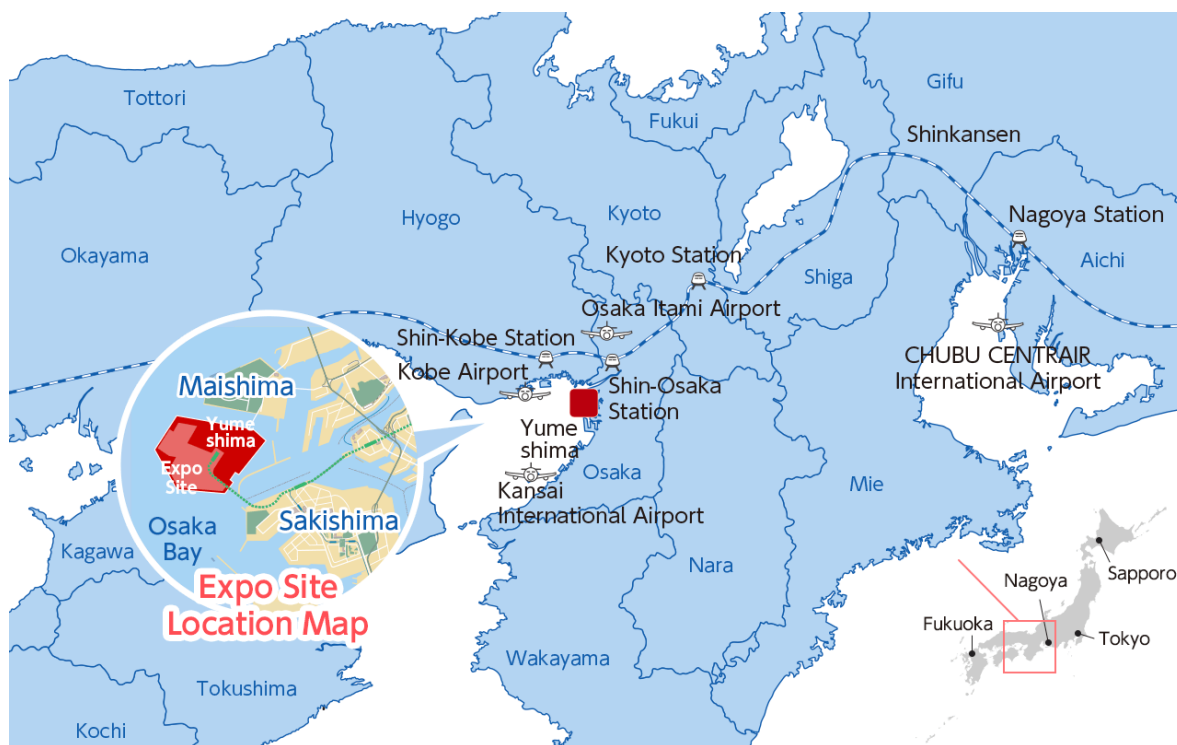 Tottori
Fukui
Gifu
Shinkansen
Hyogo
Kyoto
Nagoya Station
Okayama
Kyoto Station
Shiga
Aichi
Osaka Itami Airport
Shin-Kobe Station
Kobe Airport
CHUBU CENTRAIR
International Airport
Shin-Osaka
Station
Maishima
Yume
shima
Yume
shima
Expo
Site
Osaka
Kansai
International Airport
Mie
Sakishima
Osaka
Bay
Kagawa
Nara
Expo Site
Location Map
Sapporo
Nagoya
Fukuoka
Tokyo
Wakayama
Tokushima
Kochi